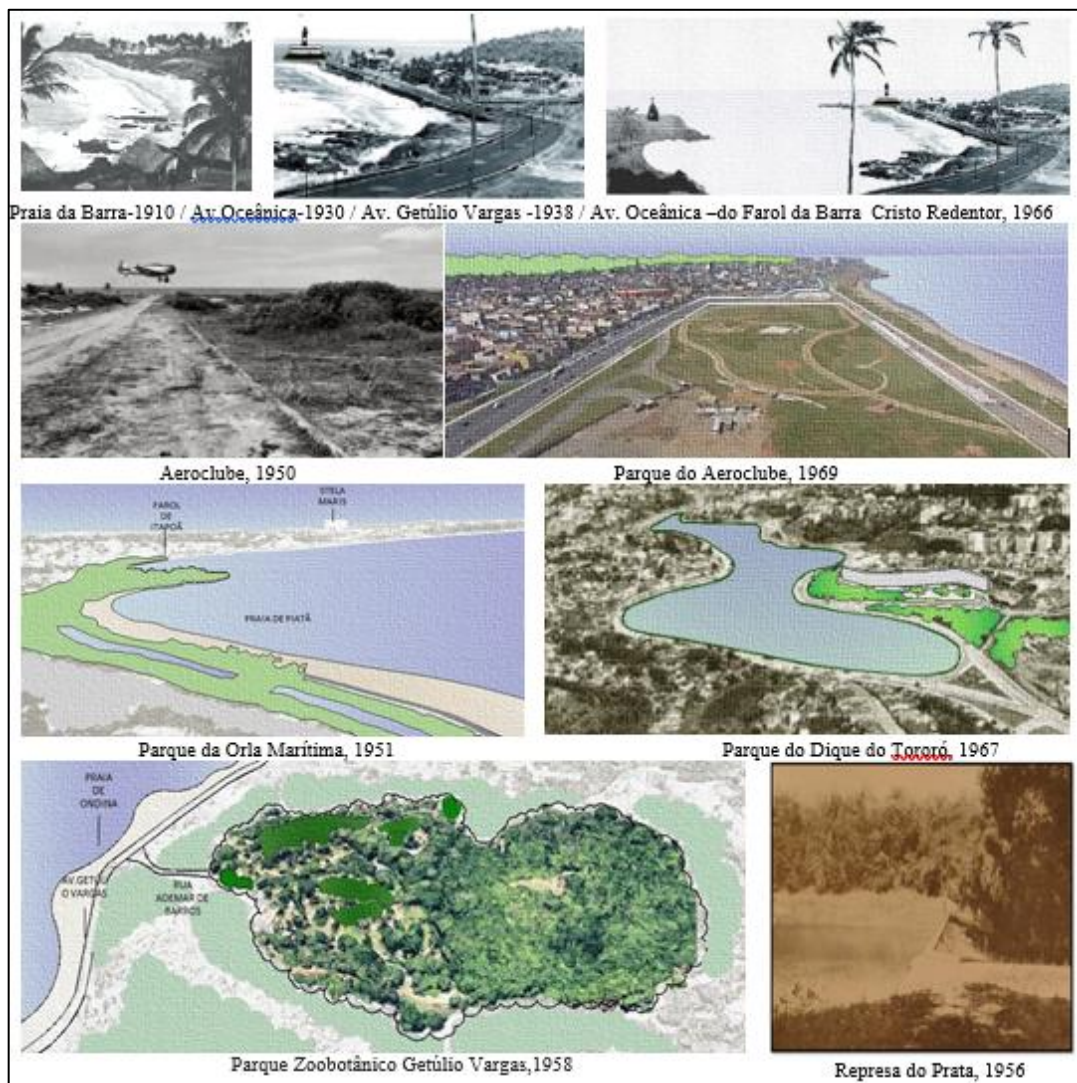 Praia da Barra-1910 / Av Oceânica-1930 / Av. Getúlio Vargas -1938 / Av. Oceânica –do Farol da Barra Cristo Redentor, 1966
Aeroclube, 1950
Parque do Aeroclube, 1969
FAROL
DE
ITAPOÃ
STELA
MARIS
PRAIA DE PIATÃ
Parque da Orla Marítima, 1951
Parque do Dique do Tororó, 1967
PRAIA
DE
ONDINA
AV.GETÚLI
O VARGAS
RUA
ADEMAR DE
BARROS
Parque Zoobotânico Getúlio Vargas,1958
Represa do Prata, 1956